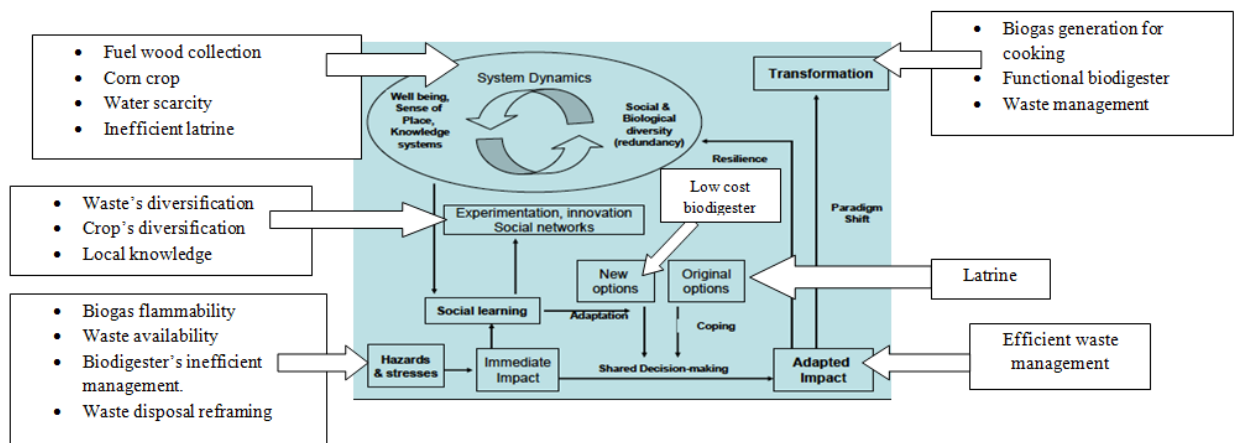 • Fuel wood collection
• Corn crop
• Water scarcity
• Inefficient latrine
• Waste's diversification
• Crop's diversification
• Local knowledge
• Biogas flammability
• Waste availability
• Biodigester's inefficient
management.
• Waste disposal reframing
System Dynamics
Well being,
Sense of
Place,
Knowledge
systems
Social &
Biological
diversity
(redundancy)
Resilience
Transformation
Paradigm
Shift
Experimentation, innovation
Social networks
Low cost
biodigester
New
options
Original
options
Social learning
Adaptation
Coping
Hazards
& stresses
Immediate
Impact
Shared Decision-making
Adapted
Impact
• Biogas generation for
cooking
• Functional biodigester
• Waste management
Latrine
Efficient waste
management